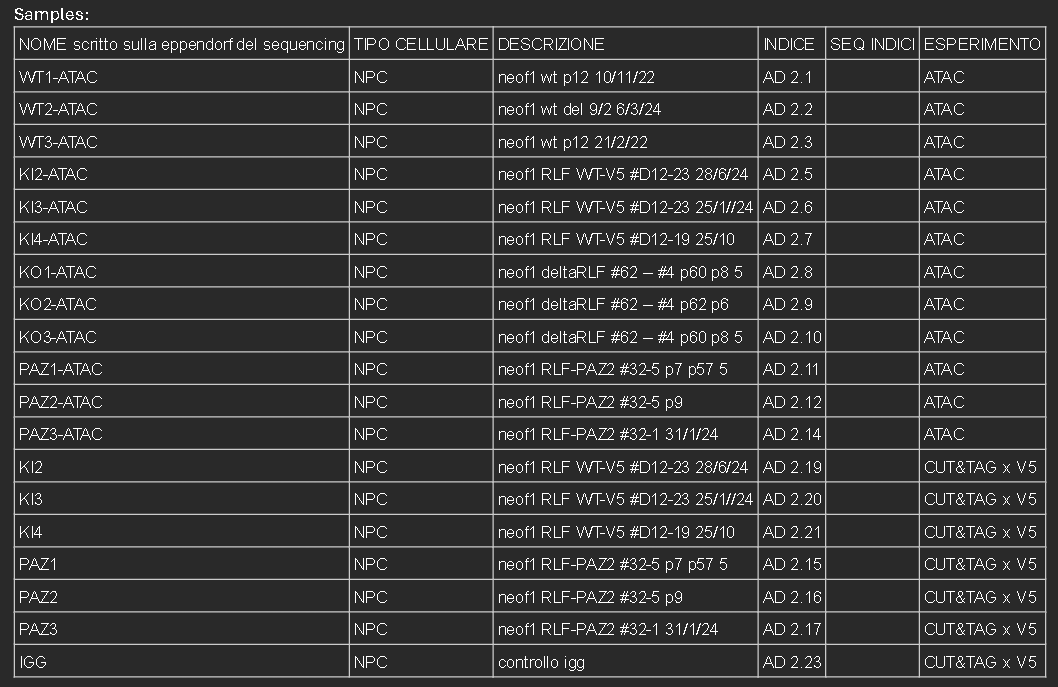 Samples:
NOME scritto sulla eppendorf del sequencing TIPO CELLULARE DESCRIZIONE INDICE SEQ INDICI ESPERIMENTO
WT1-ATAC NPC neof1 wt p12 10/11/22 AD 2.1 ATAC
WT2-ATAC NPC neof1 wt del 9/2 6/3/24 AD 2.2 ATAC
WT3-ATAC NPC neof1 wt p12 21/2/22 AD 2.3 ATAC
KI2-ATAC NPC neof1 RLF WT-V5 #D12-23 28/6/24 AD 2.5 ATAC
KI3-ATAC NPC neof1 RLF WT-V5 #D12-23 25/1//24 AD 2.6 ATAC
KI4-ATAC NPC neof1 RLF WT-V5 #D12-19 25/10 AD 2.7 ATAC
KO1-ATAC NPC neof1 deltaRLF #62 – #4 p60 p8 5 AD 2.8 ATAC
KO2-ATAC NPC neof1 deltaRLF #62 – #4 p62 p6 AD 2.9 ATAC
KO3-ATAC NPC neof1 deltaRLF #62 – #4 p60 p8 5 AD 2.10 ATAC
PAZ1-ATAC NPC neof1 RLF-PAZ2 #32-5 p7 p57 5 AD 2.11 ATAC
PAZ2-ATAC NPC neof1 RLF-PAZ2 #32-5 p9 AD 2.12 ATAC
PAZ3-ATAC NPC neof1 RLF-PAZ2 #32-1 31/1/24 AD 2.14 ATAC
KI2 NPC neof1 RLF WT-V5 #D12-23 28/6/24 AD 2.19 CUT&TAG x V5
KI3 NPC neof1 RLF WT-V5 #D12-23 25/1//24 AD 2.20 CUT&TAG x V5
KI4 NPC neof1 RLF WT-V5 #D12-19 25/10 AD 2.21 CUT&TAG x V5
PAZ1 NPC neof1 RLF-PAZ2 #32-5 p7 p57 5 AD 2.15 CUT&TAG x V5
PAZ2 NPC neof1 RLF-PAZ2 #32-5 p9 AD 2.16 CUT&TAG x V5
PAZ3 NPC neof1 RLF-PAZ2 #32-1 31/1/24 AD 2.17 CUT&TAG x V5
IGG NPC controllo igg AD 2.23 CUT&TAG x V5